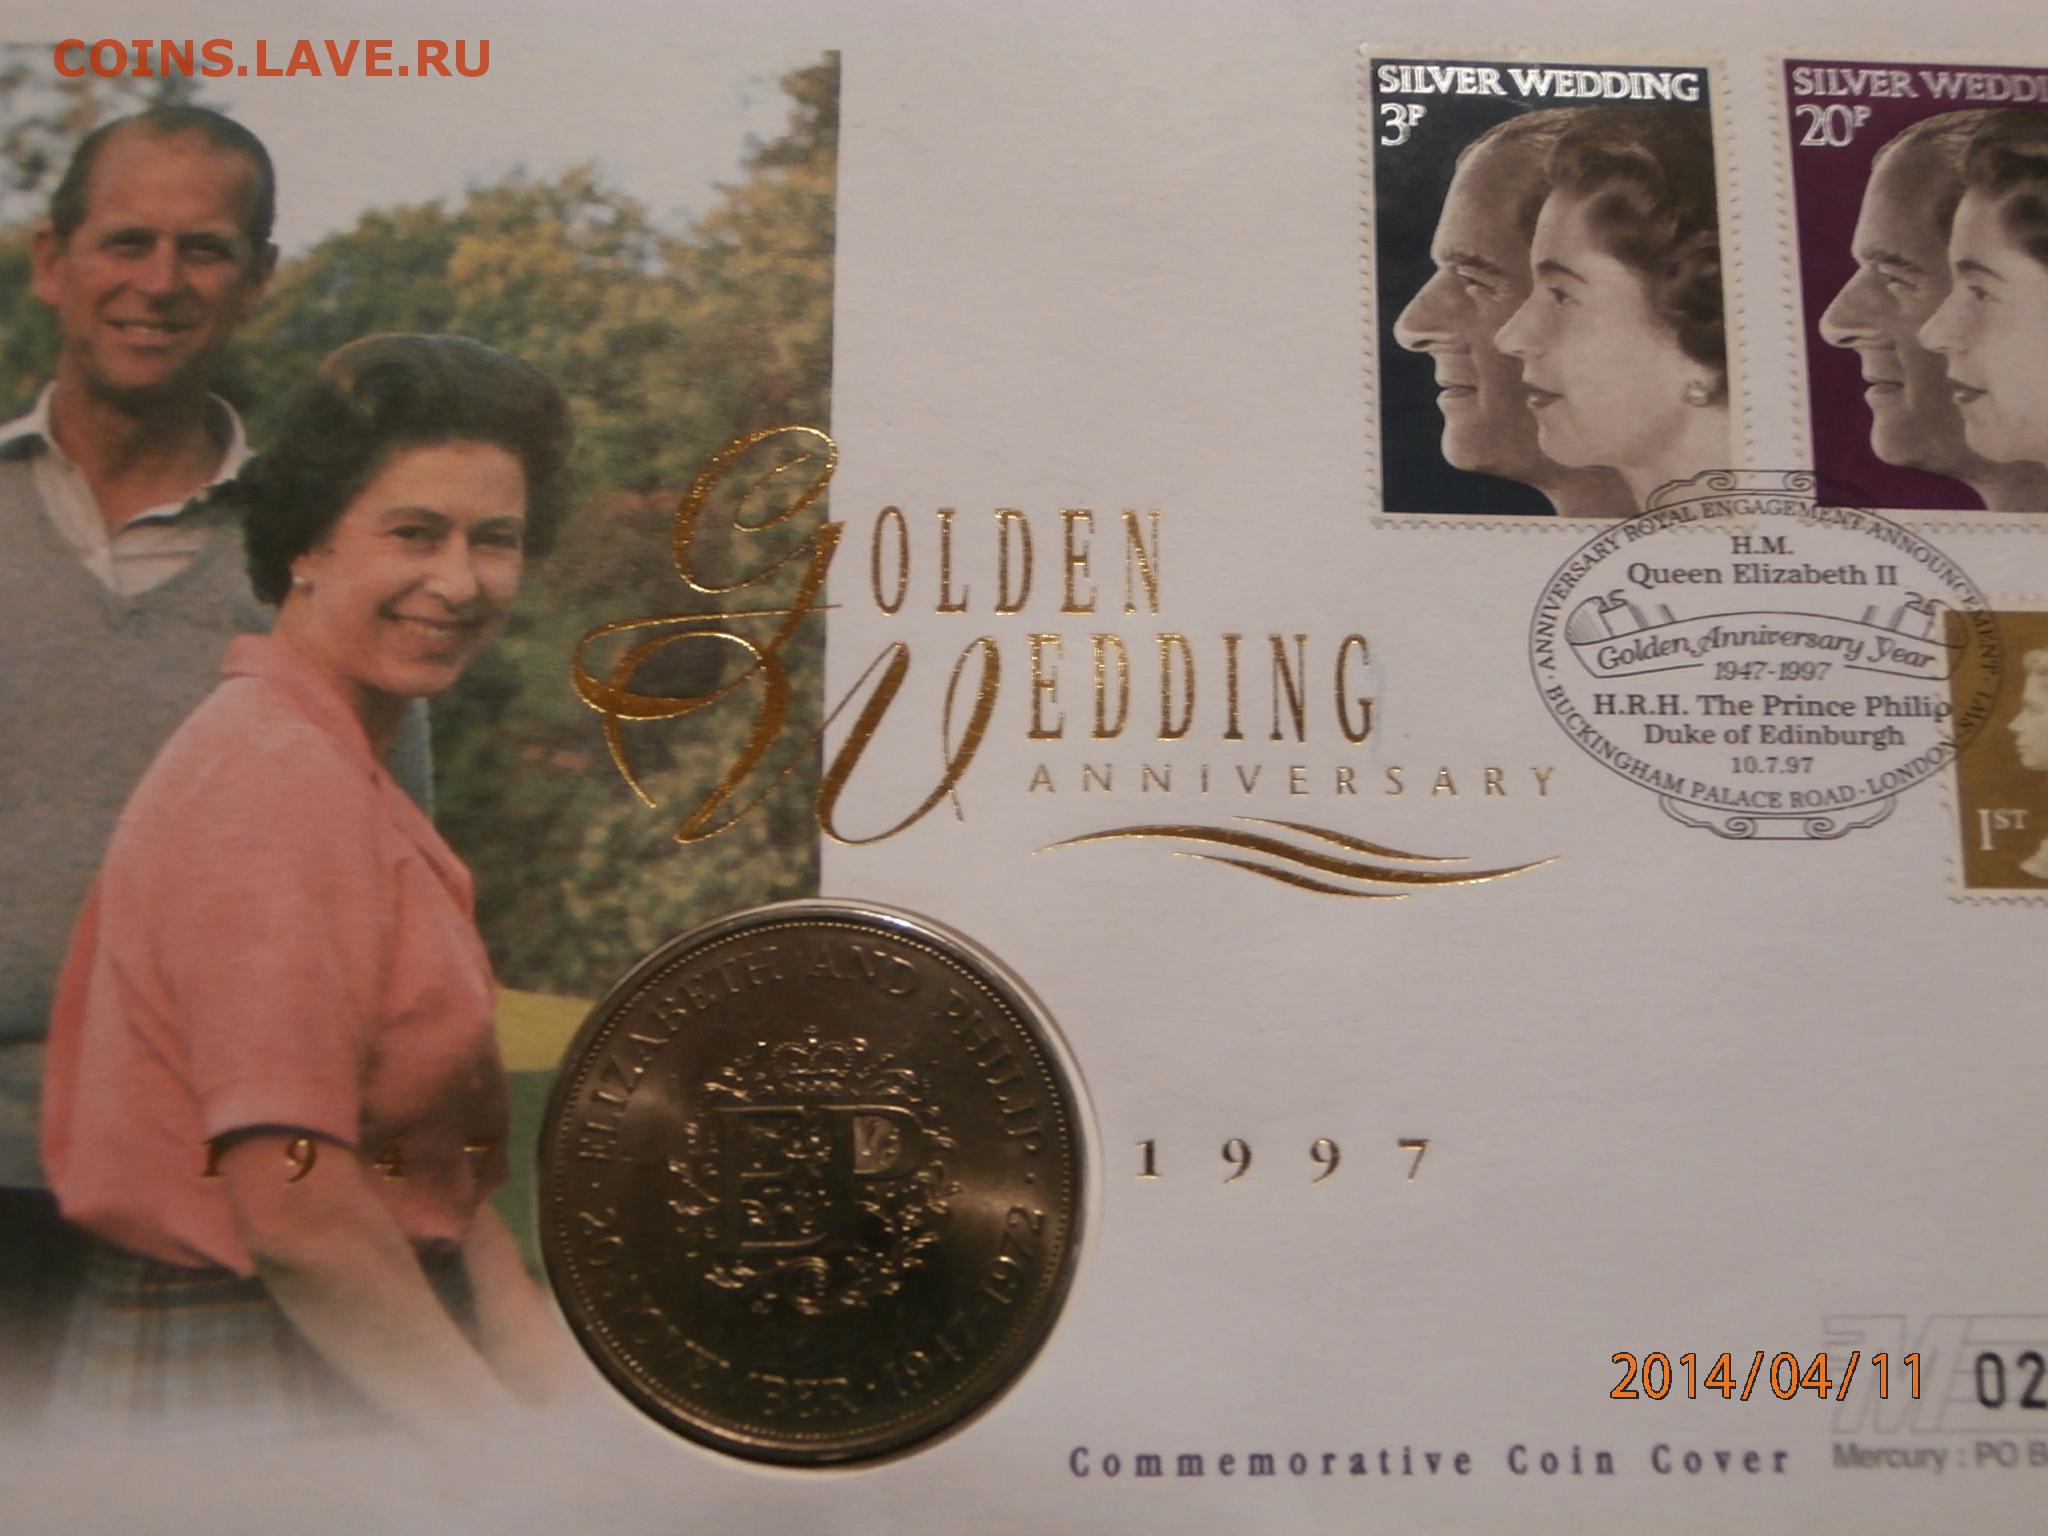 COINS.LAVE.RU
SILVER WEDDING
3P
SILVER WEDDI
20P
GOLDEN
WEDDING
ANNIVERSARY
ANNIVERSARY ROYAL ENGAGEMENT ANNOUNCEMENT
H.M.
Queen Elizabeth II
Golden Anniversary Year
1947-1997
H.R.H. The Prince Philip
Duke of Edinburgh
10.7.97
BUCKINGHAM PALACE ROAD · LONDON
1ST
ELIZABETH AND PHILIP
EP
20 NOVEMBER · 1947-1972
1947
1997
2014/04/11
02
Commemorative Coin Cover
Mercury : PO B